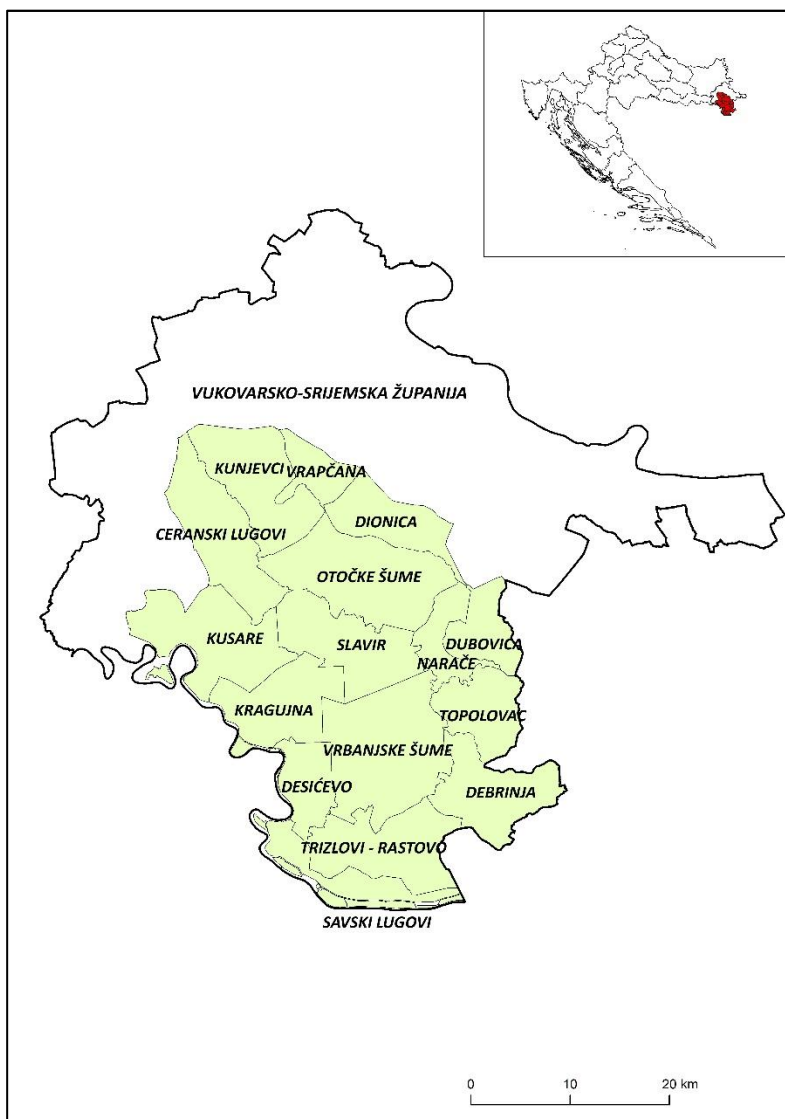 VUKOVARSKO-SRIJEMSKA ŽUPANIJA
KUNJEVCI
VRAPČANA
DIONICA
CERANSKI LUGOVI
OTOČKE ŠUME
KUSARE
SLAVIR
DUBOVICA
NARAČE
KRAGUJNA
TOPOLOVAC
VRBANJSKE ŠUME
DESIĆEVO
DEBRINJA
TRIZLOVI - RASTOVO
SAVSKI LUGOVI
0 10 20 km